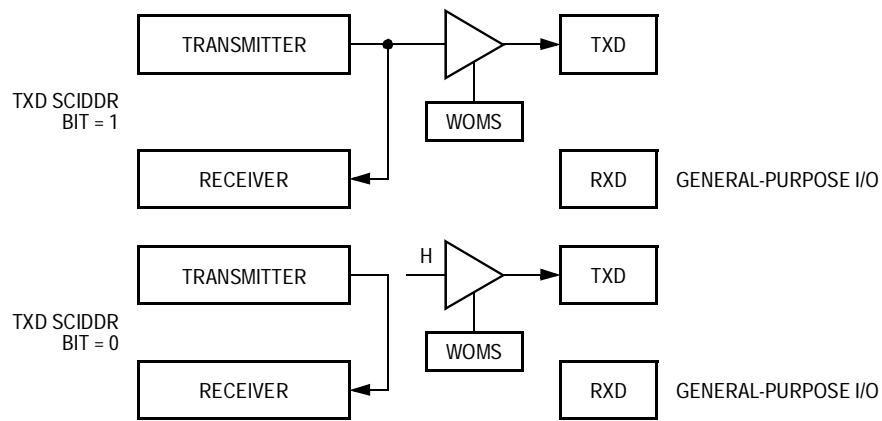 TRANSMITTER
TXD
TXD SCIDDR
BIT = 1
WOMS
RECEIVER
RXD
GENERAL-PURPOSE I/O
TRANSMITTER
H
TXD
TXD SCIDDR
BIT = 0
WOMS
RECEIVER
RXD
GENERAL-PURPOSE I/O